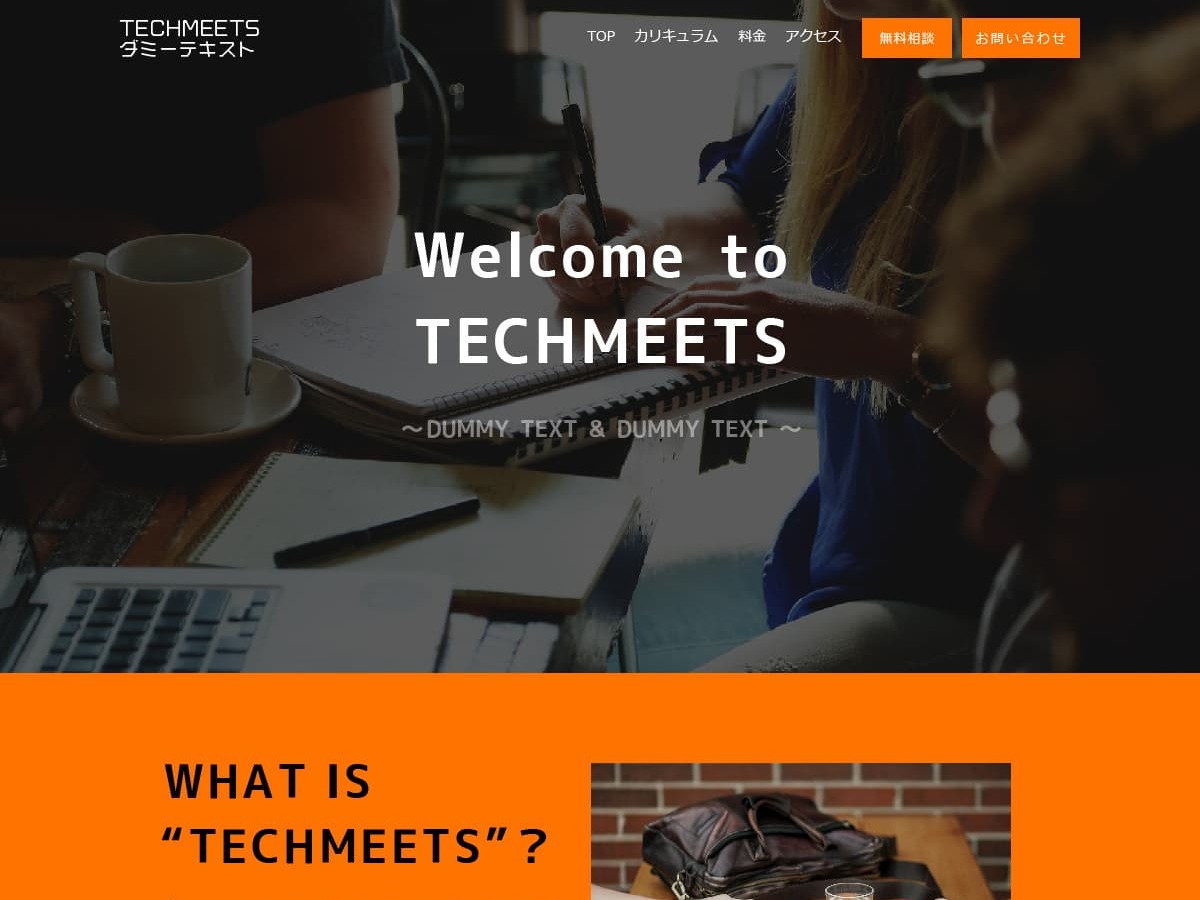 TECHMEETS
ダミーテキスト
TOP カリキュラム 料金 アクセス 無料相談 お問い合わせ
Welcome to
TECHMEETS
～DUMMY TEXT & DUMMY TEXT ～
WHAT IS
“TECHMEETS”?